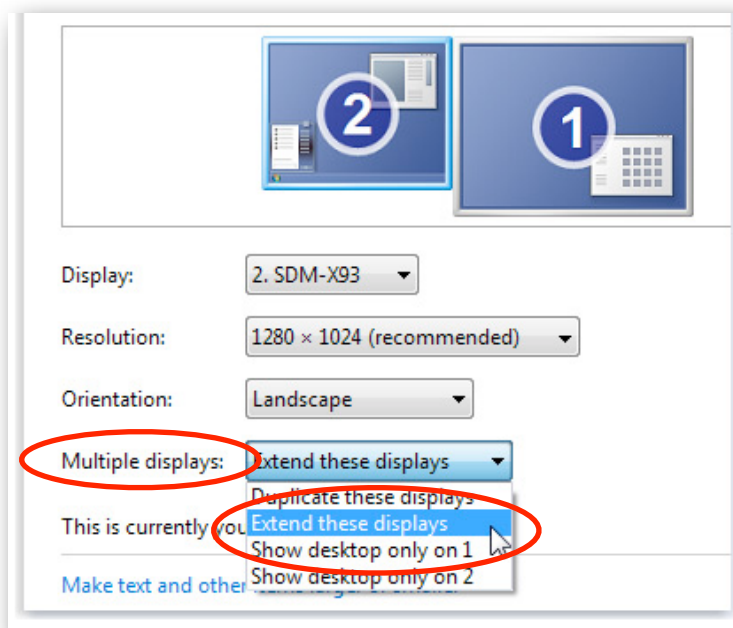 2
1
Display: 2. SDM-X93
Resolution: 1280 × 1024 (recommended)
Orientation: Landscape
Multiple displays: Extend these displays
Duplicate these displays
This is currently you Extend these displays
Show desktop only on 1
Make text and other Show desktop only on 2